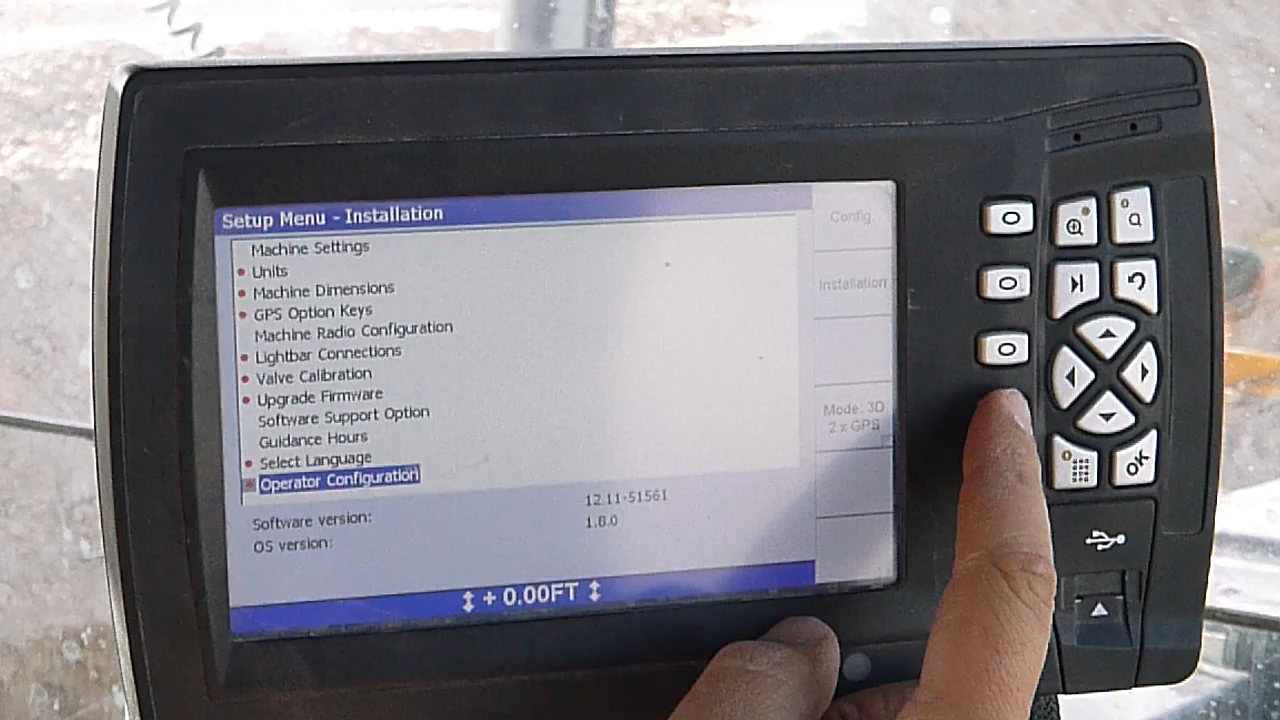 Setup Menu - Installation
Machine Settings
Units
Machine Dimensions
GPS Option Keys
Machine Radio Configuration
Lightbar Connections
Valve Calibration
Upgrade Firmware
Software Support Option
Guidance Hours
Select Language
Operator Configuration
Software version: 12.11-51561
OS version: 1.6.0
+ 0.00FT
Config.
Installation
Mode: 3D
2 x GPS
OK